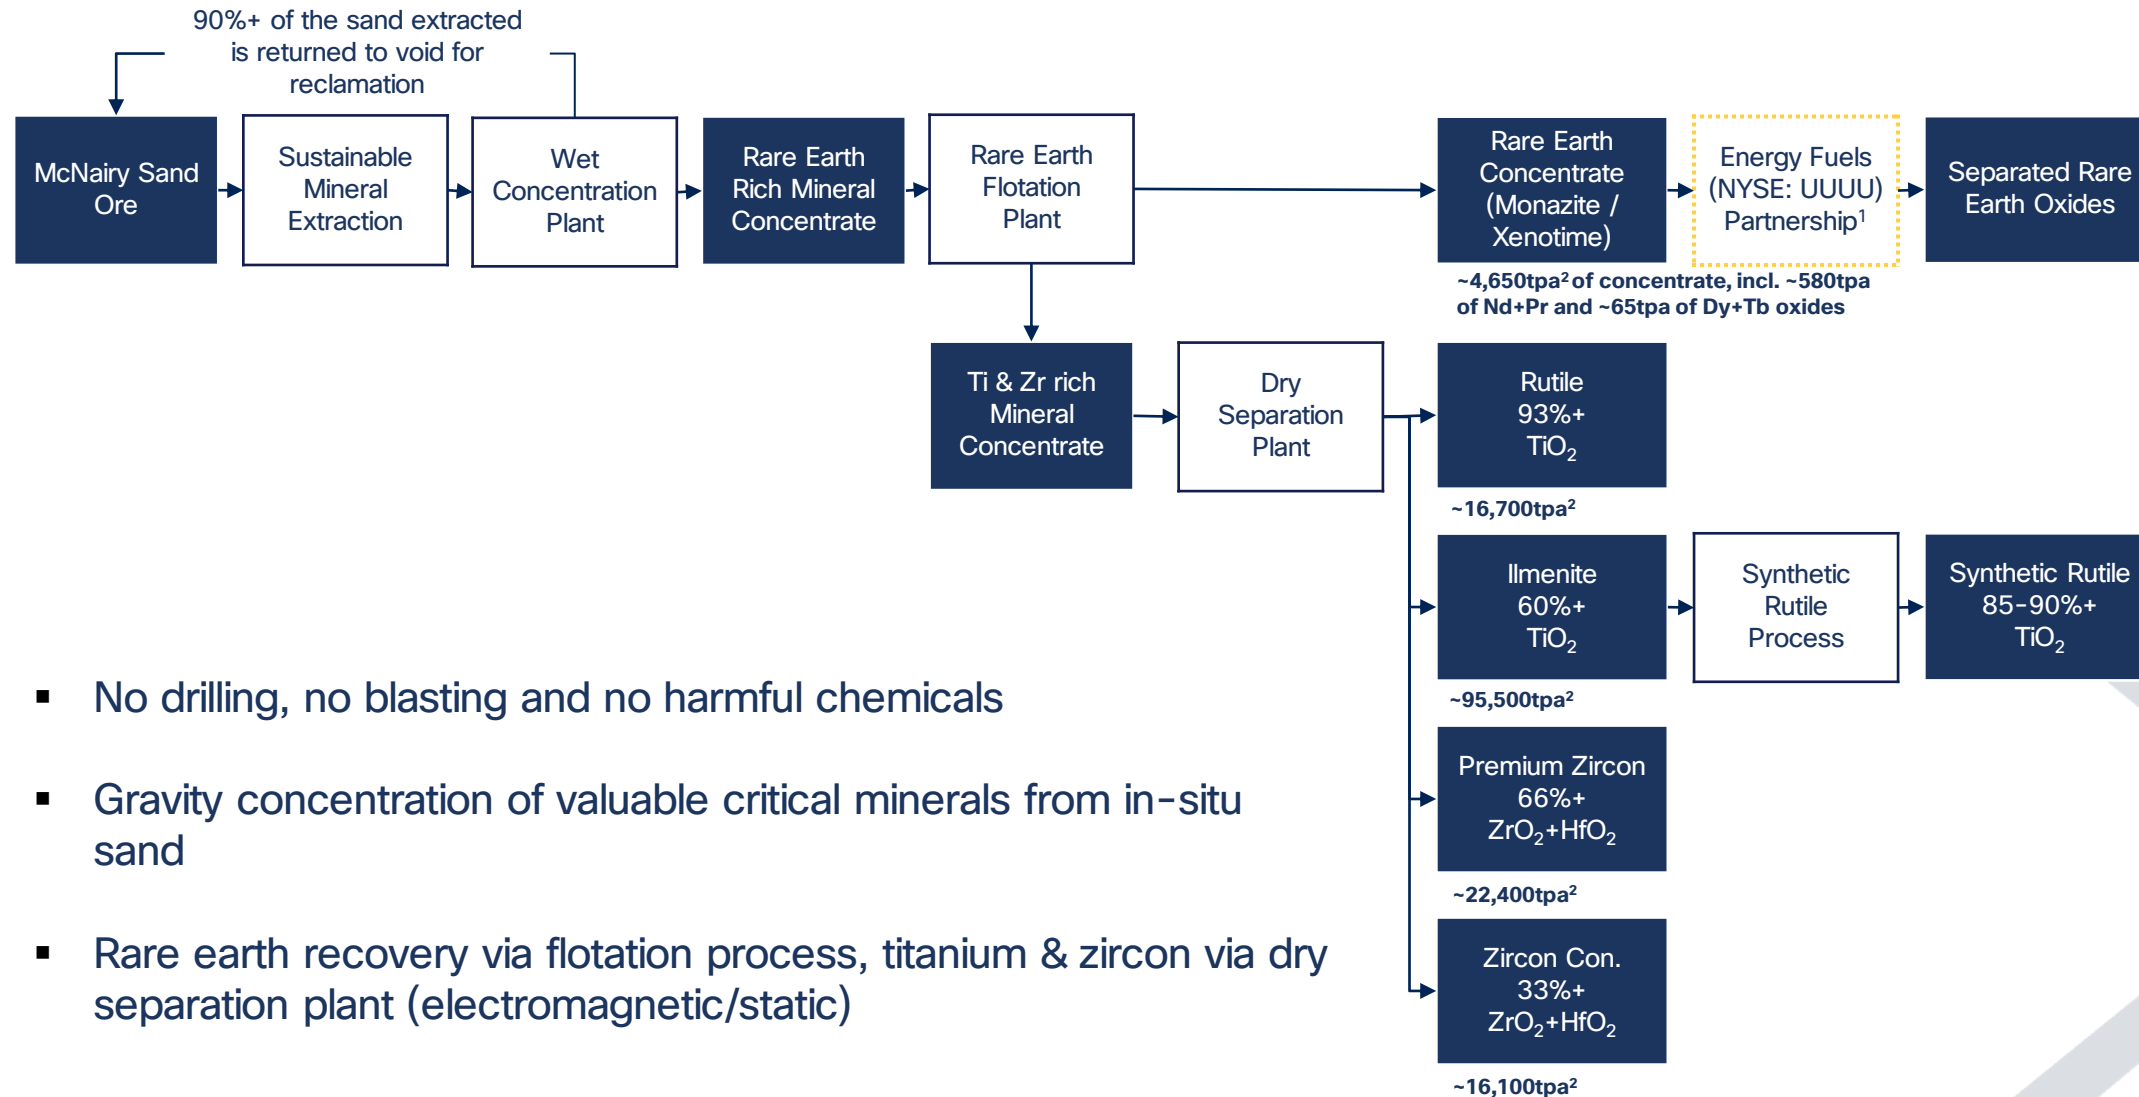 90%+ of the sand extracted
is returned to void for
reclamation
McNairy Sand
Ore
Sustainable
Mineral
Extraction
Wet
Concentration
Plant
Rare Earth
Rich Mineral
Concentrate
Rare Earth
Flotation
Plant
Rare Earth
Concentrate
(Monazite /
Xenotime)
Energy Fuels
(NYSE: UUUU)
Partnership¹
Separated Rare
Earth Oxides
~4,650tpa² of concentrate, incl. ~580tpa
of Nd+Pr and ~65tpa of Dy+Tb oxides
Ti & Zr rich
Mineral
Concentrate
Dry
Separation
Plant
Rutile
93%+
TiO₂
~16,700tpa²
Ilmenite
60%+
TiO₂
Synthetic
Rutile
Process
Synthetic Rutile
85-90%+
TiO₂
~95,500tpa²
Premium Zircon
66%+
ZrO₂+HfO₂
~22,400tpa²
Zircon Con.
33%+
ZrO₂+HfO₂
~16,100tpa²
▪ No drilling, no blasting and no harmful chemicals
▪ Gravity concentration of valuable critical minerals from in-situ
sand
▪ Rare earth recovery via flotation process, titanium & zircon via dry
separation plant (electromagnetic/static)